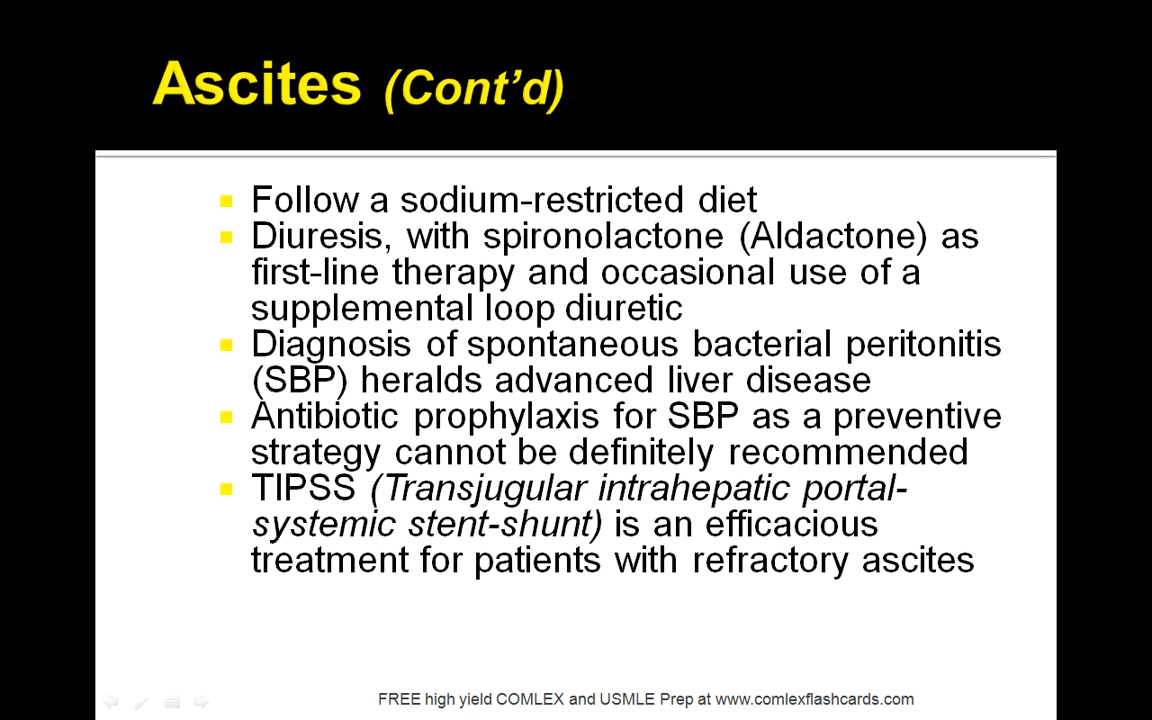 Ascites (Cont’d)
Follow a sodium-restricted diet
Diuresis, with spironolactone (Aldactone) as
first-line therapy and occasional use of a
supplemental loop diuretic
Diagnosis of spontaneous bacterial peritonitis
(SBP) heralds advanced liver disease
Antibiotic prophylaxis for SBP as a preventive
strategy cannot be definitely recommended
TIPSS (Transjugular intrahepatic portal-
systemic stent-shunt) is an efficacious
treatment for patients with refractory ascites
FREE high yield COMLEX and USMLE Prep at www.comlexflashcards.com